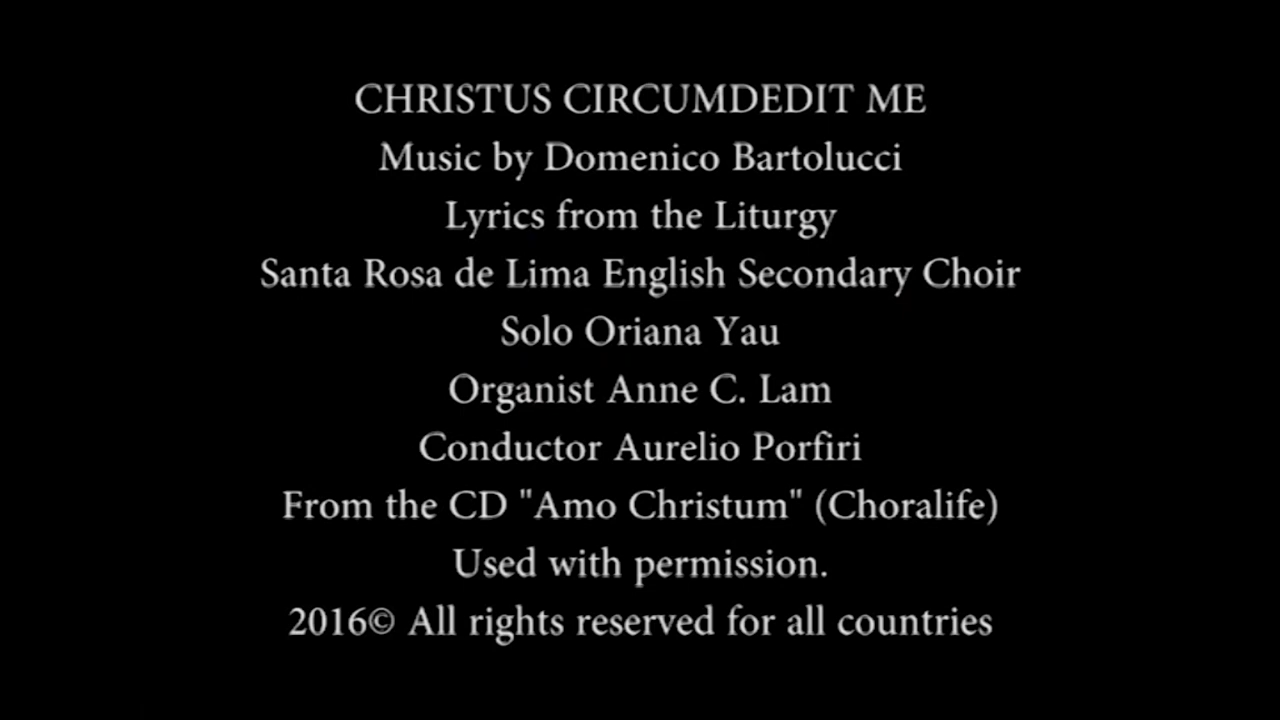 CHRISTUS CIRCUMDEDIT ME
Music by Domenico Bartolucci
Lyrics from the Liturgy
Santa Rosa de Lima English Secondary Choir
Solo Oriana Yau
Organist Anne C. Lam
Conductor Aurelio Porfiri
From the CD "Amo Christum" (Choralife)
Used with permission.
2016© All rights reserved for all countries